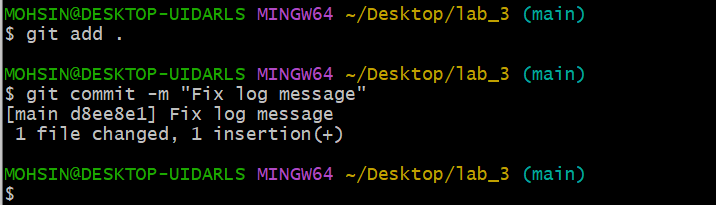 MOHSIN@DESKTOP-UIDARLS MINGW64 ~/Desktop/lab_3 (main)
$ git add .
MOHSIN@DESKTOP-UIDARLS MINGW64 ~/Desktop/lab_3 (main)
$ git commit -m "Fix log message"
[main d8ee8e1] Fix log message
 1 file changed, 1 insertion(+)
MOHSIN@DESKTOP-UIDARLS MINGW64 ~/Desktop/lab_3 (main)
$